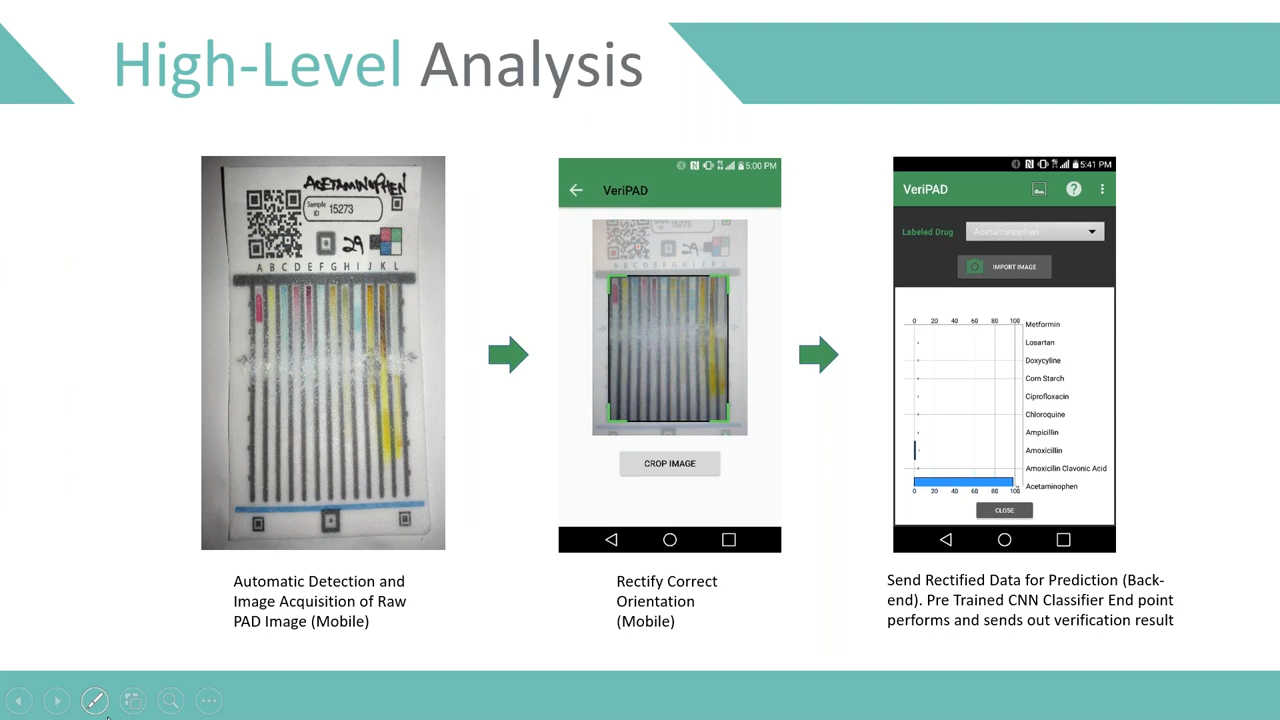 High-Level Analysis
ACETAMINOPHEN
Sample ID 15273
29
A B C D E F G H I J K L
5:00 PM
VeriPAD
15273
29
A B C D E F G H I J K L
CROP IMAGE
5:41 PM
VeriPAD
Labeled Drug
Acetaminophen
IMPORT IMAGE
0 20 40 60 80 100
Metformin
Losartan
Doxycyline
Corn Starch
Ciprofloxacin
Chloroquine
Ampicillin
Amoxicillin
Amoxicilin Clavonic Acid
Acetaminophen
0 20 40 60 80 100
CLOSE
Automatic Detection and
Image Acquisition of Raw
PAD Image (Mobile)
Rectify Correct
Orientation
(Mobile)
Send Rectified Data for Prediction (Back-
end). Pre Trained CNN Classifier End point
performs and sends out verification result